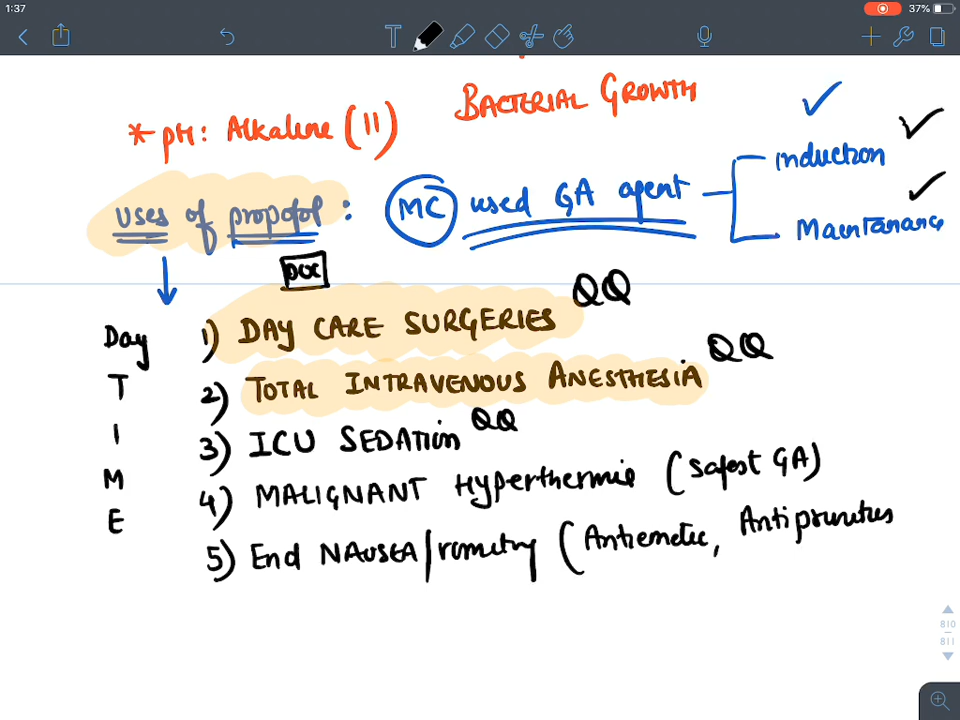 1:37
37%
T
BACTERIAL GROWTH
* pH: Alkaline (11)
induction
uses of propofol : MC used GA agent
Maintanance
DOC
Day 1) DAY CARE SURGERIES QQ
T 2) TOTAL INTRAVENOUS ANESTHESIA QQ
I 3) ICU SEDATION QQ
M 4) MALIGNANT Hyperthermia (Safest GA)
E 5) End NAUSEA/vometing (Antiemetic, Antipruritus
810
811